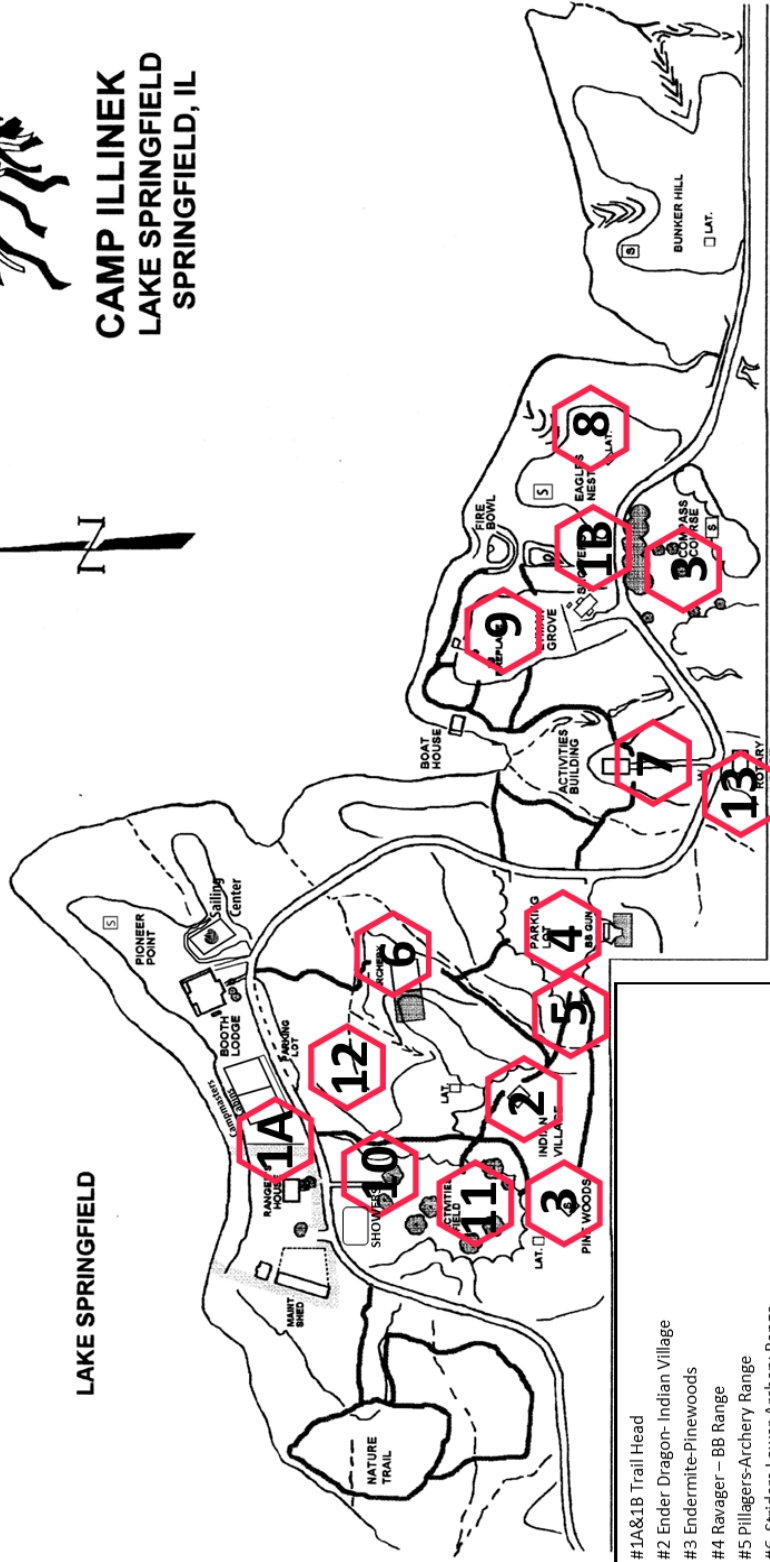 CAMP ILLINEK
LAKE SPRINGFIELD
SPRINGFIELD, IL
N
LAKE SPRINGFIELD
PIONEER
POINT
S
Sailing
Center
BOOTH
LODGE
Campmasters
Cabins
PARKING
LOT
1A
RANGER'S
HOUSE
MAINT
SHED
NATURE
TRAIL
SHOWERS
10
12
6
LAT.
11
FIELD
LAT.
2
INDIAN
VILLAGE
3
S
PINE WOODS
5
PARKING
LOT
4
BB GUN
BOAT
HOUSE
ACTIVITIES
BUILDING
7
13
ROTARY
9
GROVE
FIRE
BOWL
S
EAGLES
NEST
8
LAT.
1B
3
COMPASS
COURSE
S
S
BUNKER HILL
LAT.
#1A&1B Trail Head
#2 Ender Dragon- Indian Village
#3 Endermite-Pinewoods
#4 Ravager – BB Range
#5 Pillagers-Archery Range